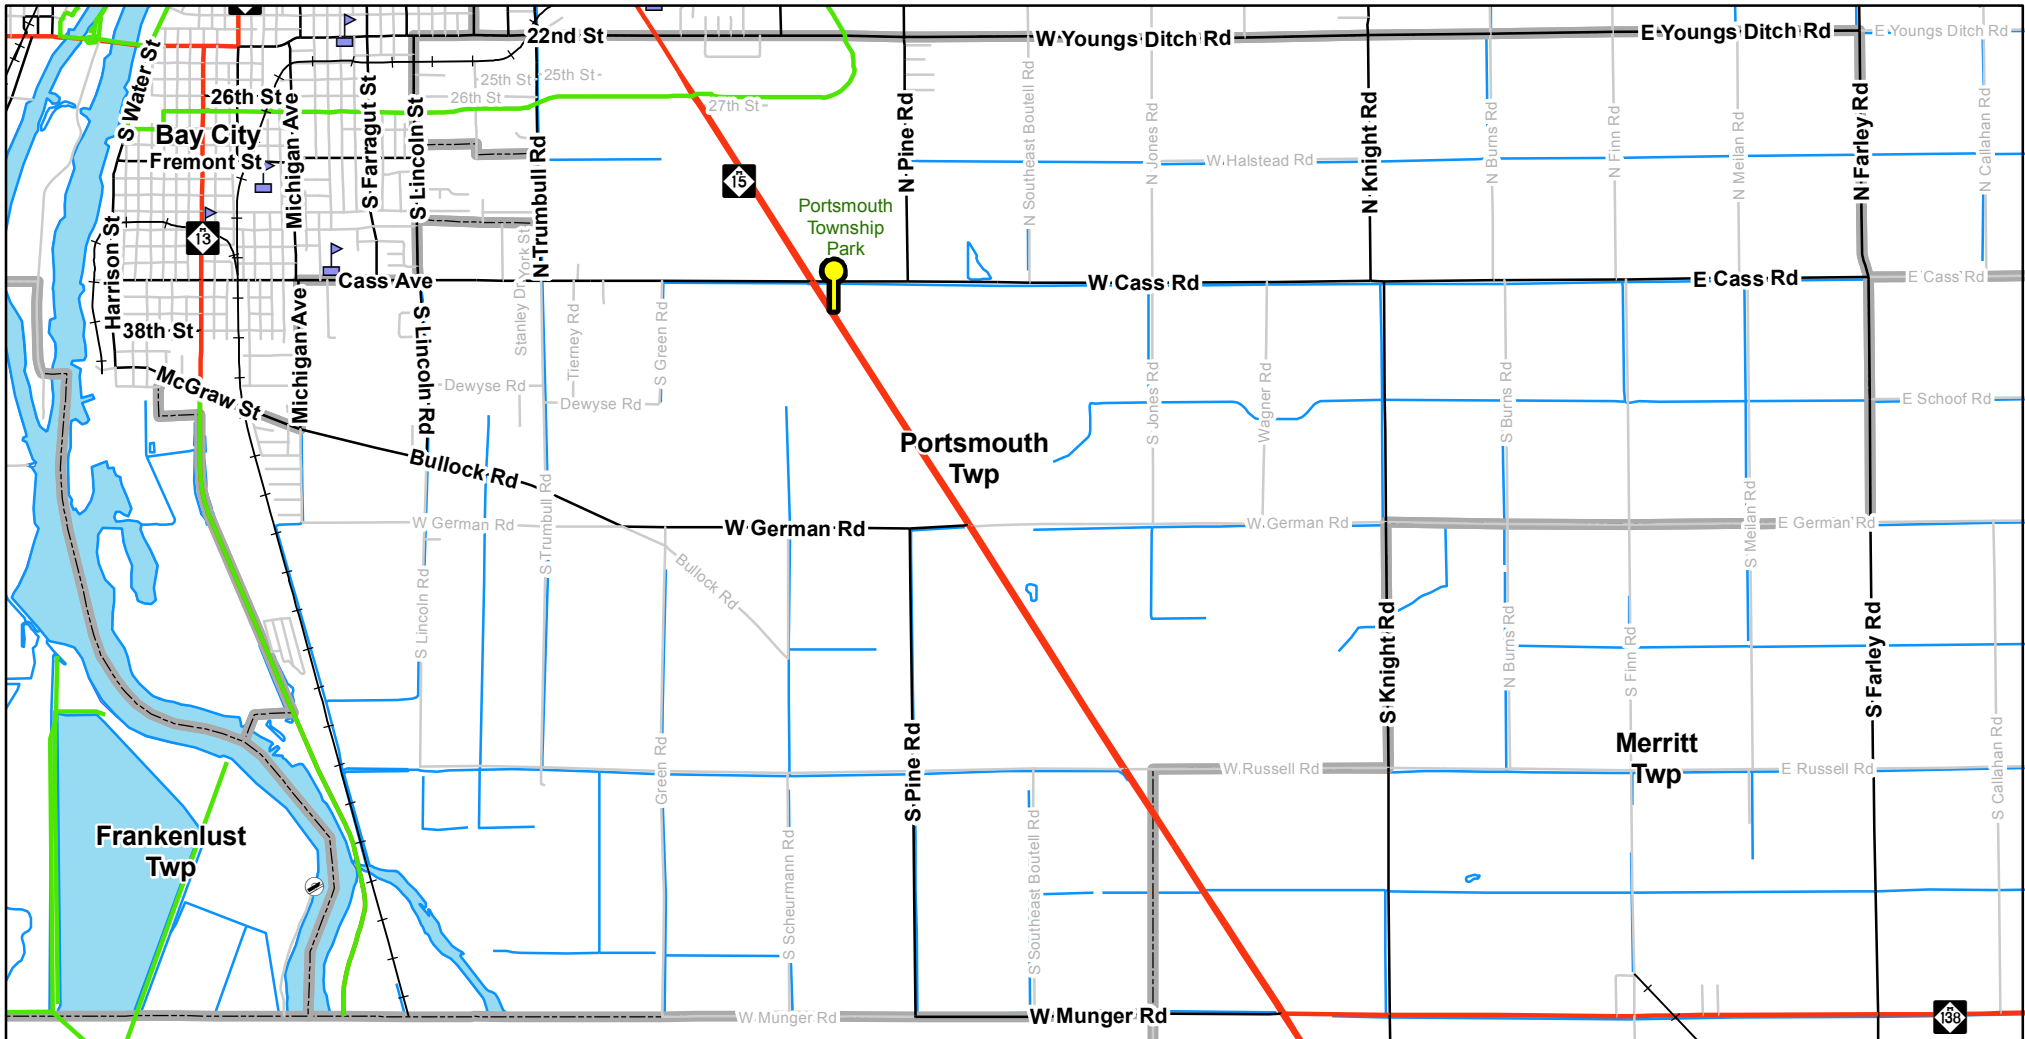 22nd St
W Youngs Ditch Rd
E Youngs Ditch Rd
E Youngs Ditch Rd
S Water St
26th St
25th St
25th St
26th St
27th St
Bay City
Fremont St
Michigan Ave
S Farragut St
S Lincoln St
N Trumbull Rd
M
15
N Pine Rd
N Southeast Boutell Rd
N Jones Rd
W Halstead Rd
N Knight Rd
N Burns Rd
N Finn Rd
N Meilan Rd
N Farley Rd
N Callahan Rd
Portsmouth
Township
Park
Harrison St
M
13
Cass Ave
W Cass Rd
E Cass Rd
E Cass Rd
38th St
Michigan Ave
S Lincoln Rd
Stanley Dr
York St
Tierney Rd
S Green Rd
Dewyse Rd
Dewyse Rd
McGraw St
Bullock Rd
S Jones Rd
Wagner Rd
S Burns Rd
E Schoof Rd
Portsmouth
Twp
W German Rd
W German Rd
W German Rd
E German Rd
S Trumbull Rd
S Meilan Rd
Bullock Rd
S Lincoln Rd
S Knight Rd
N Burns Rd
S Finn Rd
S Farley Rd
Green Rd
S Pine Rd
W Russell Rd
Merritt
Twp
E Russell Rd
S Callahan Rd
Frankenlust
Twp
S Scheurmann Rd
S Southeast Boutell Rd
W Munger Rd
W Munger Rd
M
138